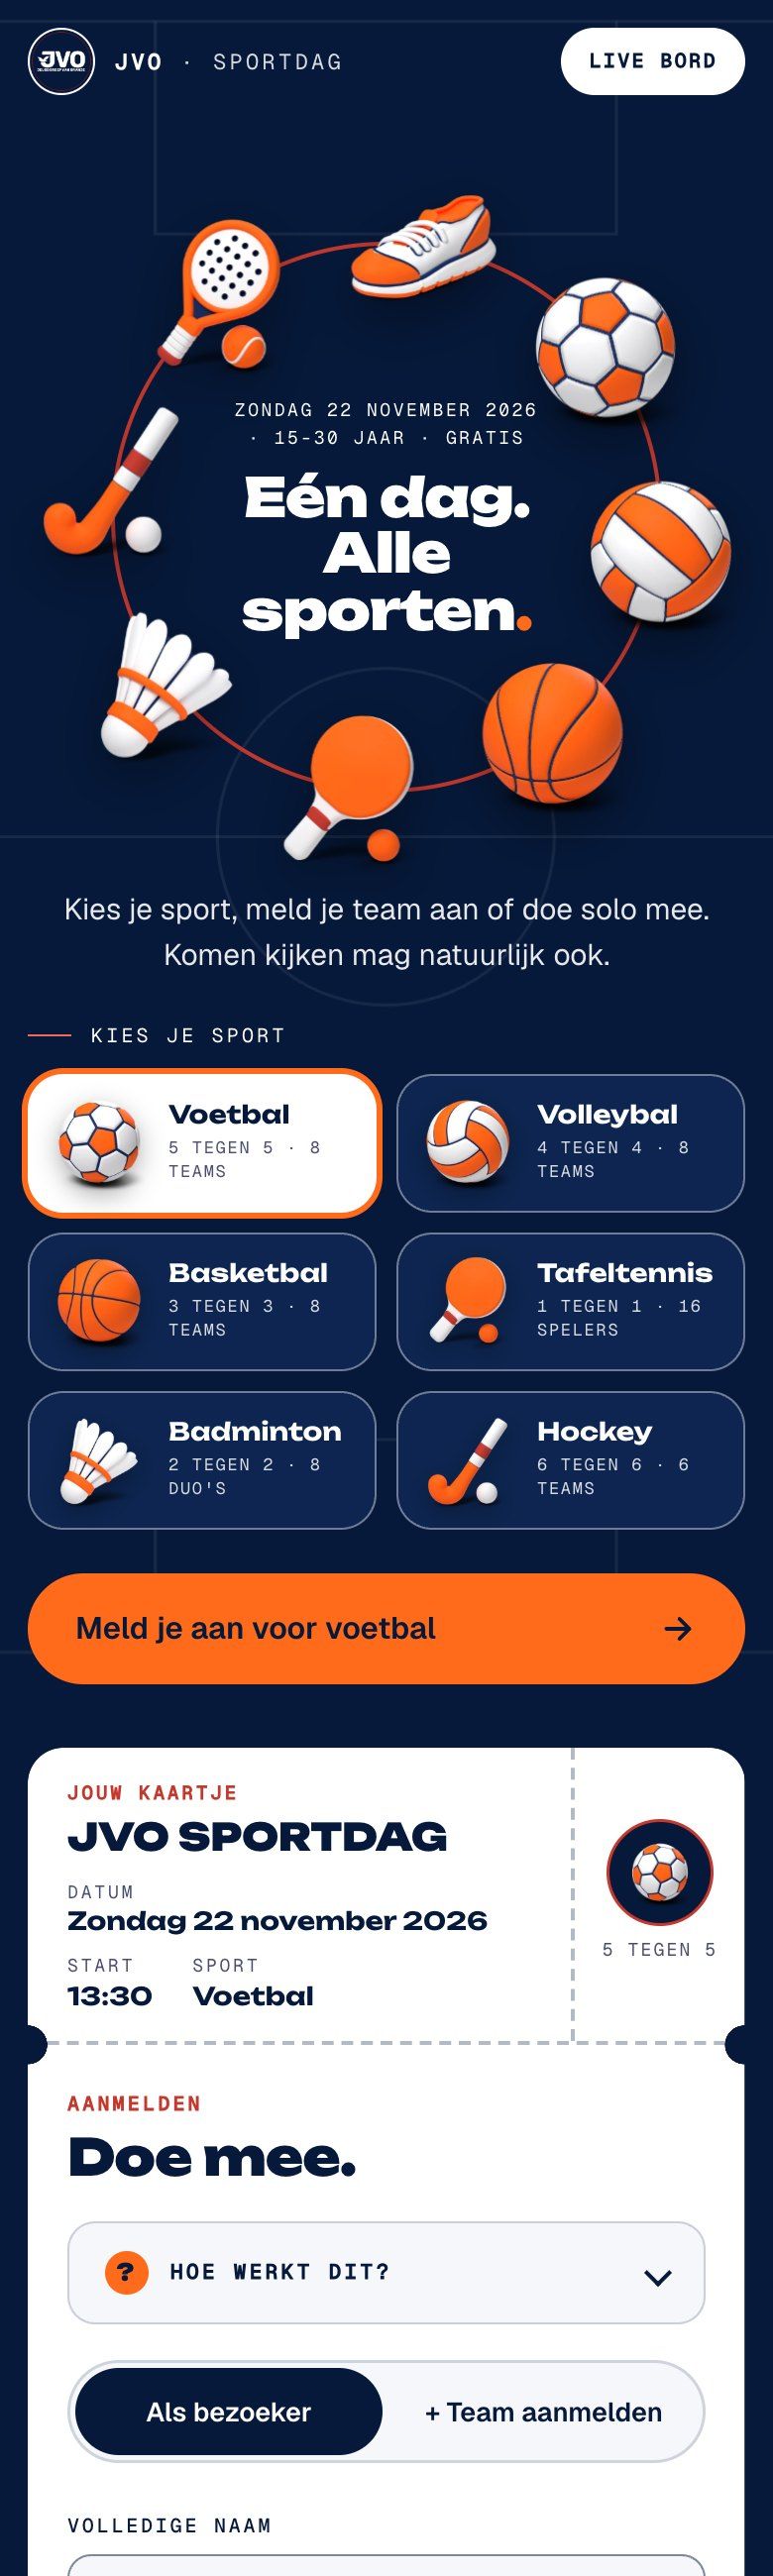 JVO
JVO · SPORTDAG
LIVE BORD
ZONDAG 22 NOVEMBER 2026
· 15-30 JAAR · GRATIS
Eén dag.
Alle
sporten.
Kies je sport, meld je team aan of doe solo mee.
Komen kijken mag natuurlijk ook.
KIES JE SPORT
Voetbal
5 TEGEN 5 · 8
TEAMS
Volleybal
4 TEGEN 4 · 8
TEAMS
Basketbal
3 TEGEN 3 · 8
TEAMS
Tafeltennis
1 TEGEN 1 · 16
SPELERS
Badminton
2 TEGEN 2 · 8
DUO'S
Hockey
6 TEGEN 6 · 6
TEAMS
Meld je aan voor voetbal →
JOUW KAARTJE
JVO SPORTDAG
DATUM
Zondag 22 november 2026
START SPORT
13:30 Voetbal
5 TEGEN 5
AANMELDEN
Doe mee.
? HOE WERKT DIT?
Als bezoeker
+ Team aanmelden
VOLLEDIGE NAAM